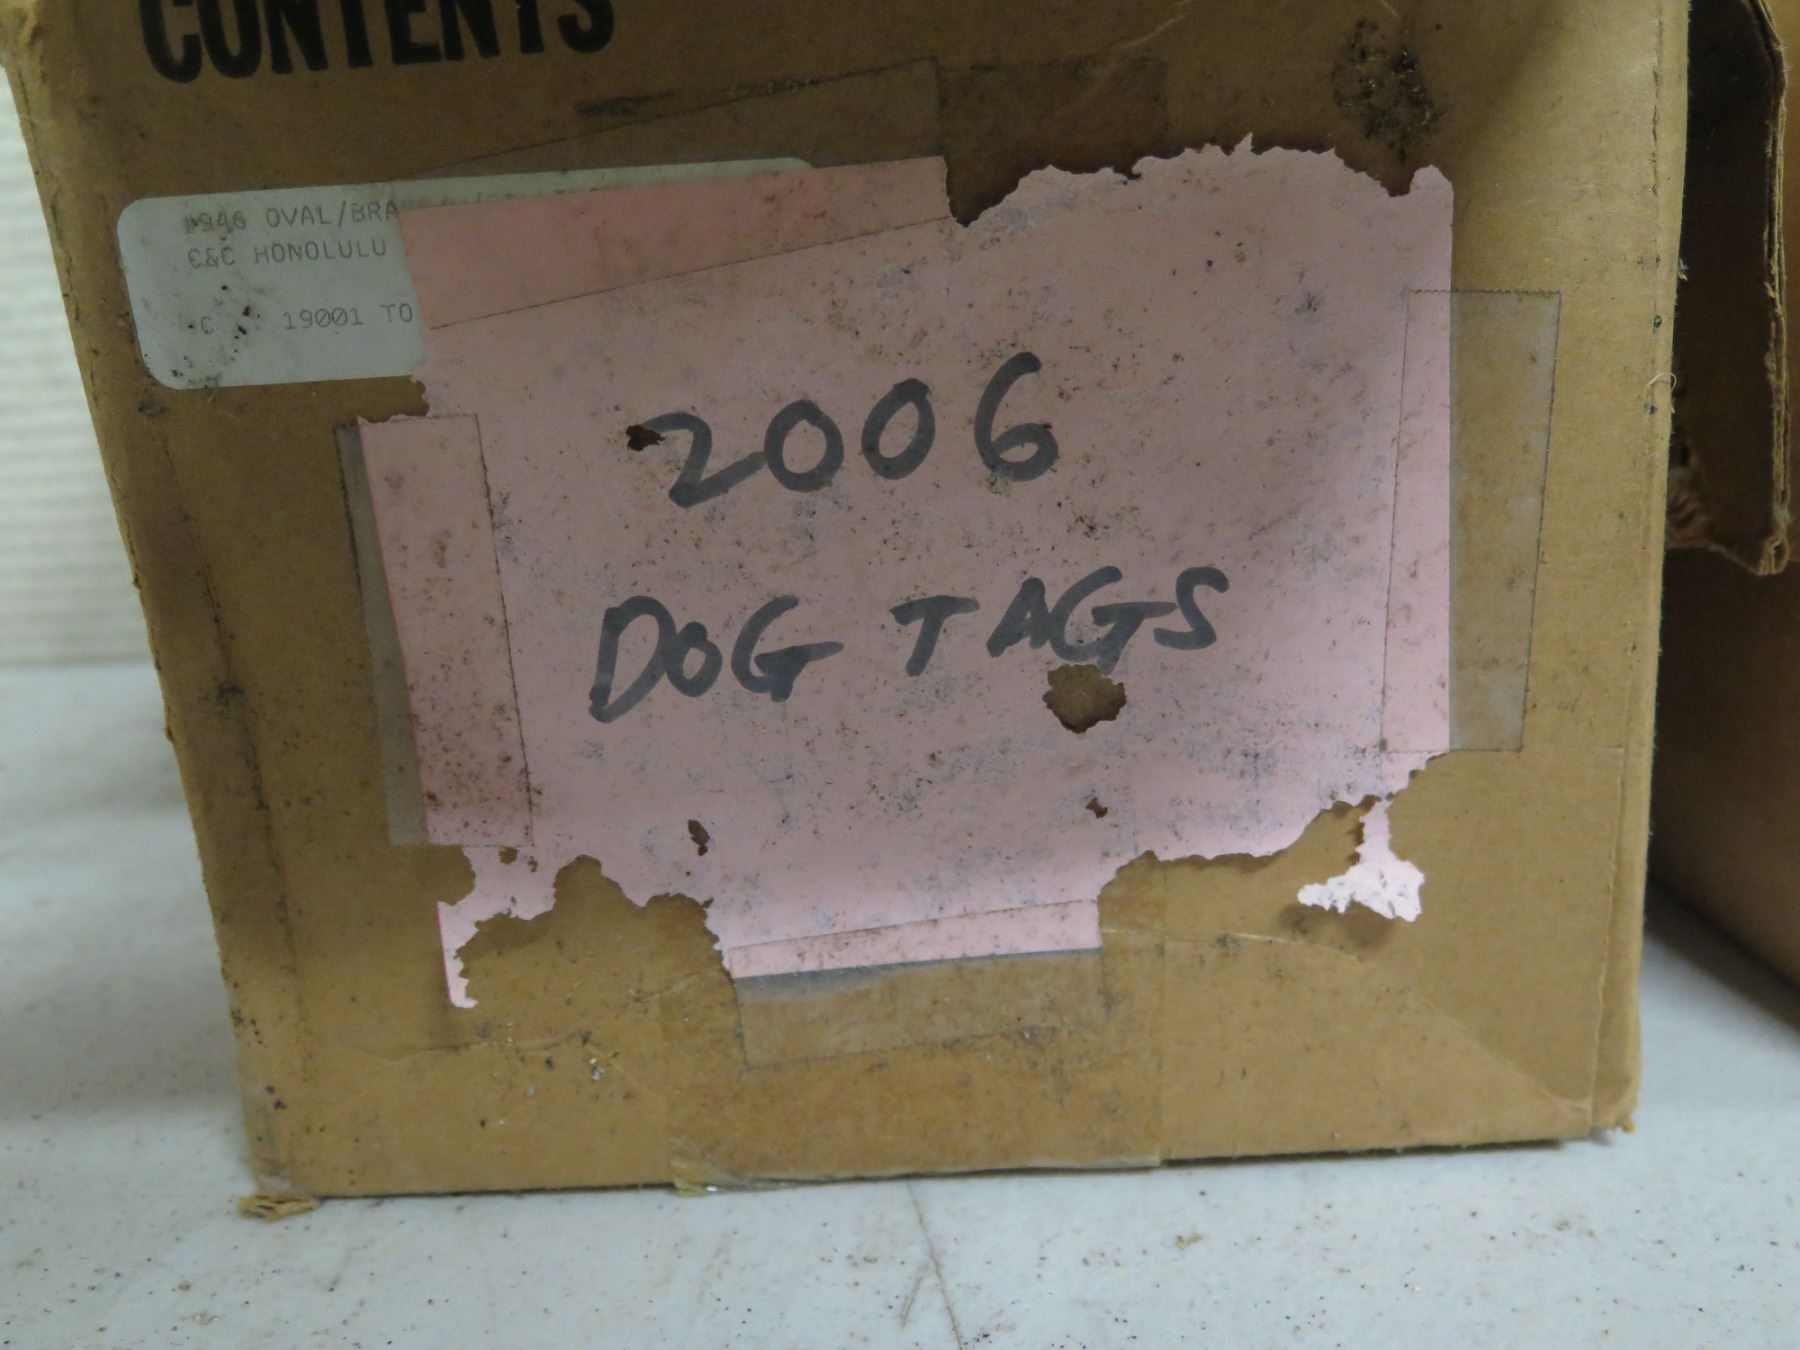 CONTENTS
#946 OVAL/BRA
C&C HONOLULU
C 19001 TO
2006
DOG TAGS